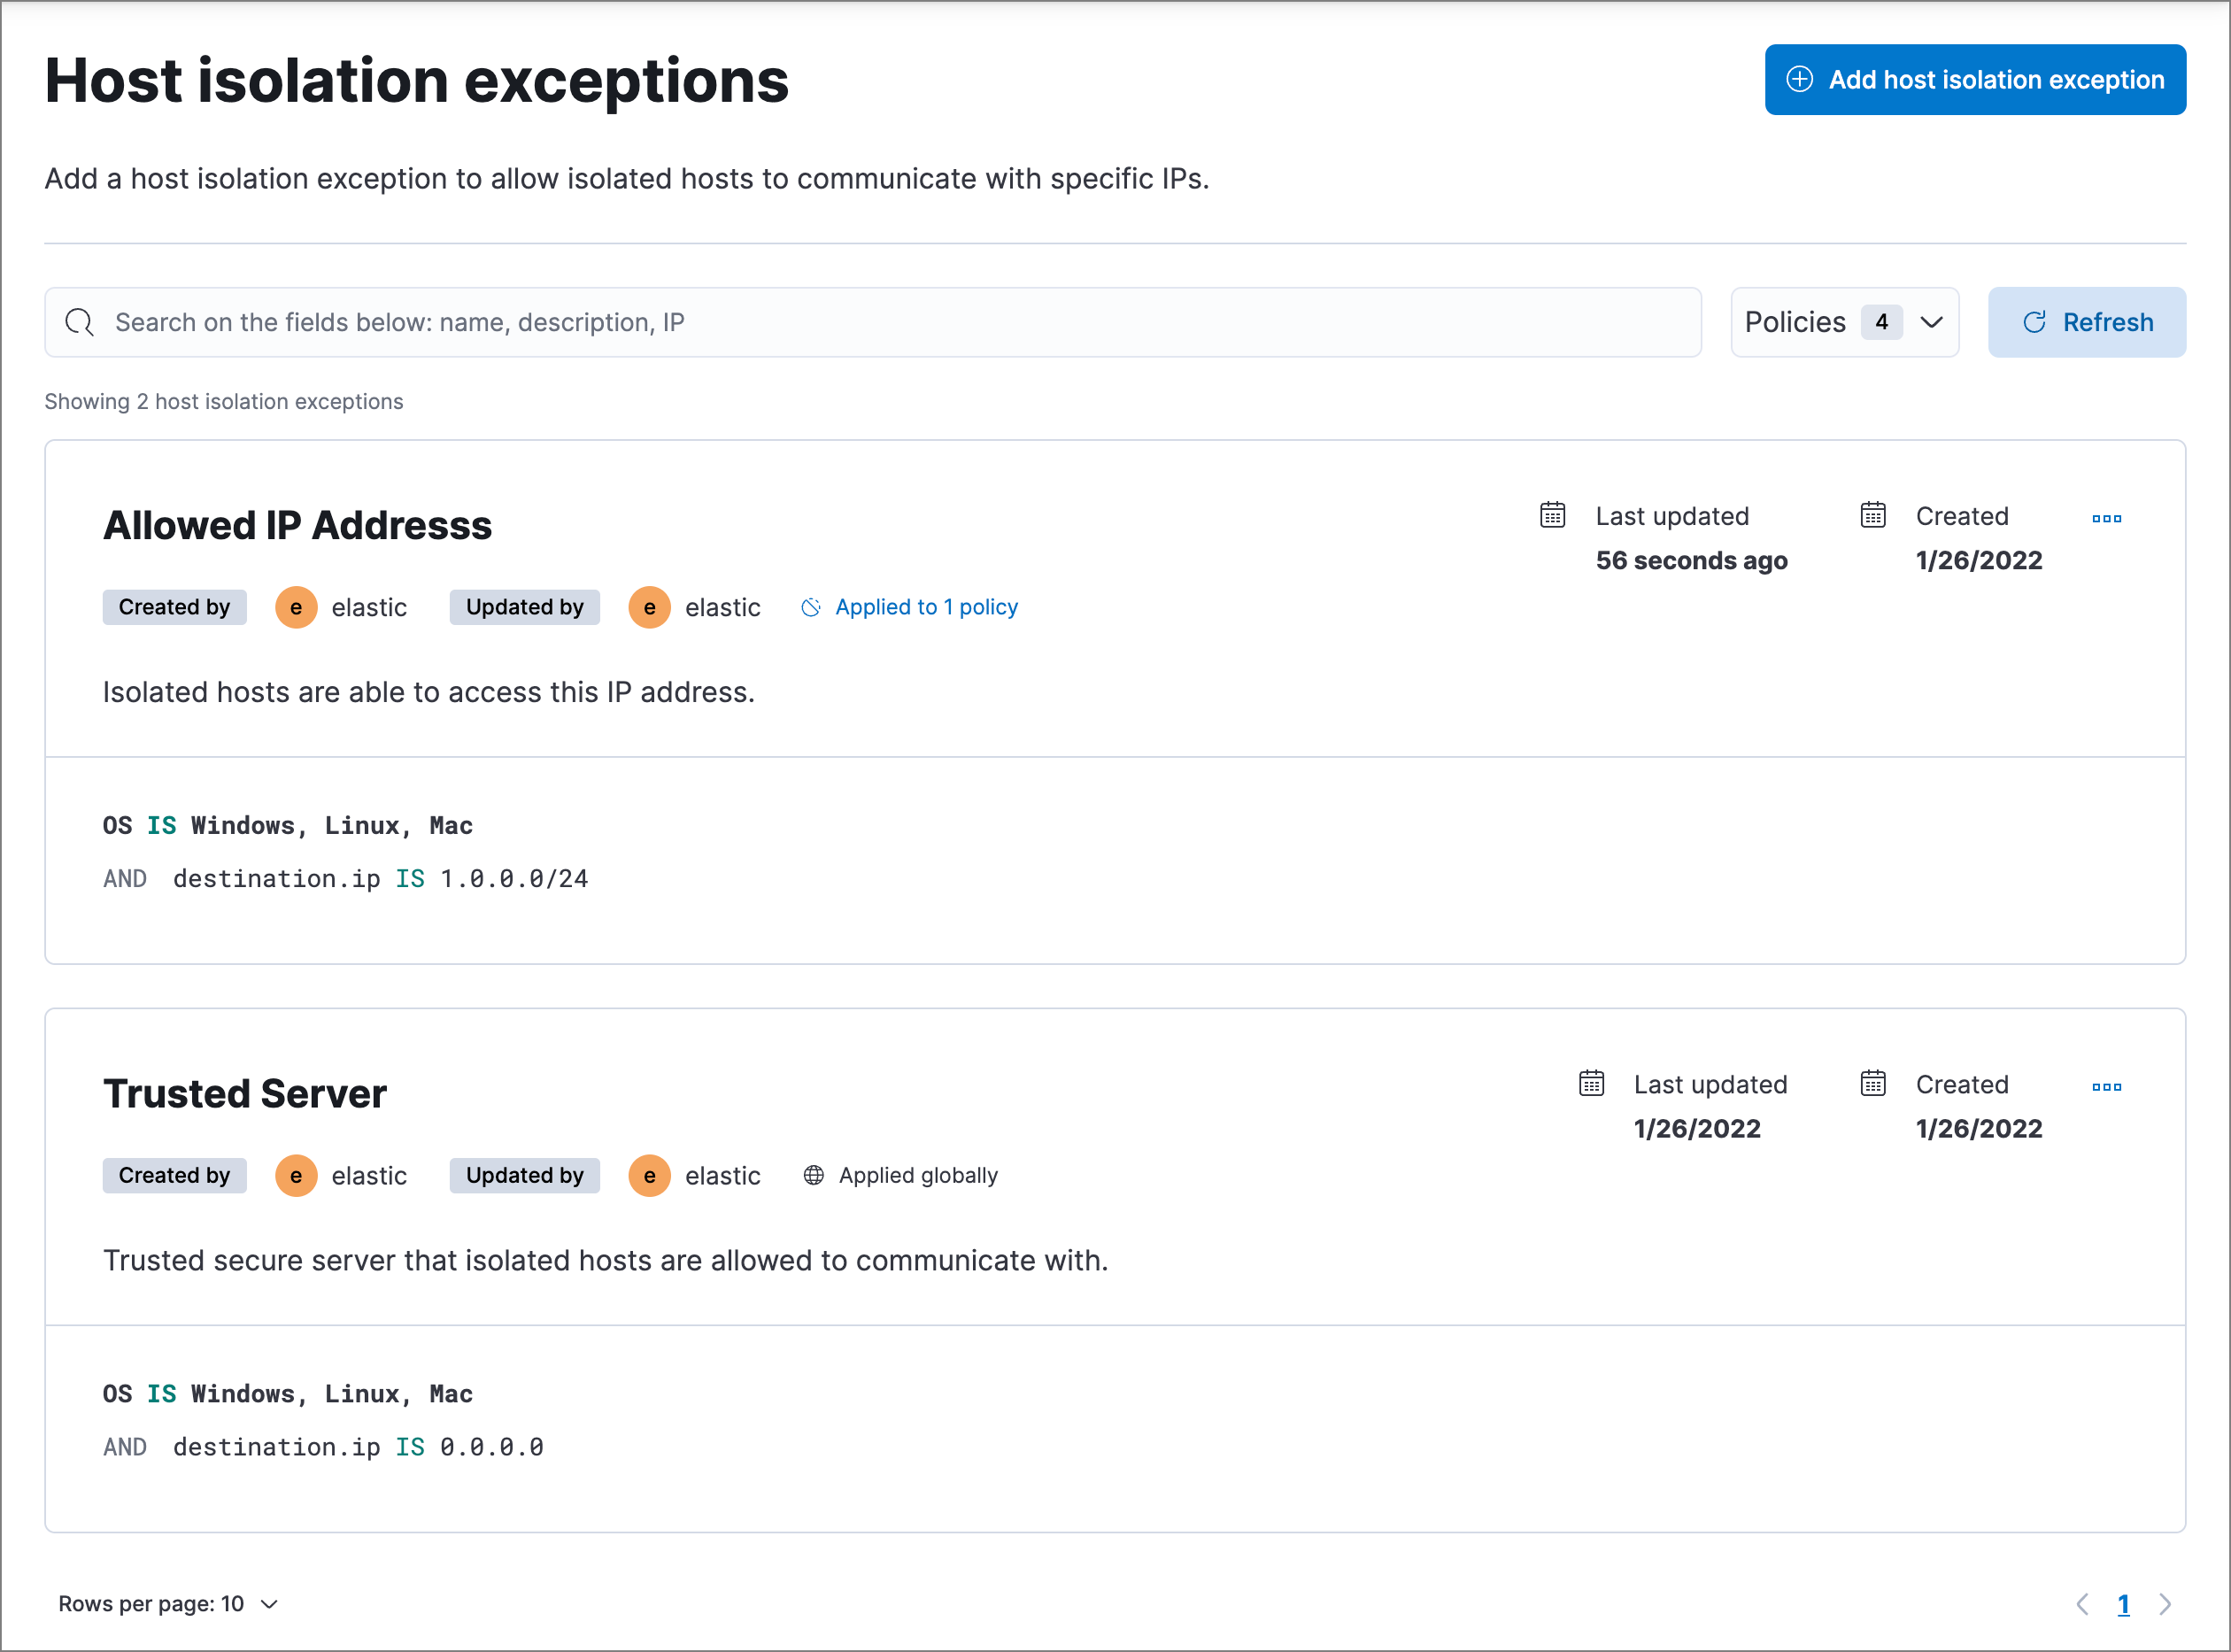 Host isolation exceptions
Add host isolation exception
Add a host isolation exception to allow isolated hosts to communicate with specific IPs.
Search on the fields below: name, description, IP
Policies 4
Refresh
Showing 2 host isolation exceptions
Allowed IP Addresss
Last updated
56 seconds ago
Created
1/26/2022
Created by e elastic Updated by e elastic Applied to 1 policy
Isolated hosts are able to access this IP address.
OS IS Windows, Linux, Mac
AND destination.ip IS 1.0.0.0/24
Trusted Server
Last updated
1/26/2022
Created
1/26/2022
Created by e elastic Updated by e elastic Applied globally
Trusted secure server that isolated hosts are allowed to communicate with.
OS IS Windows, Linux, Mac
AND destination.ip IS 0.0.0.0
Rows per page: 10
1